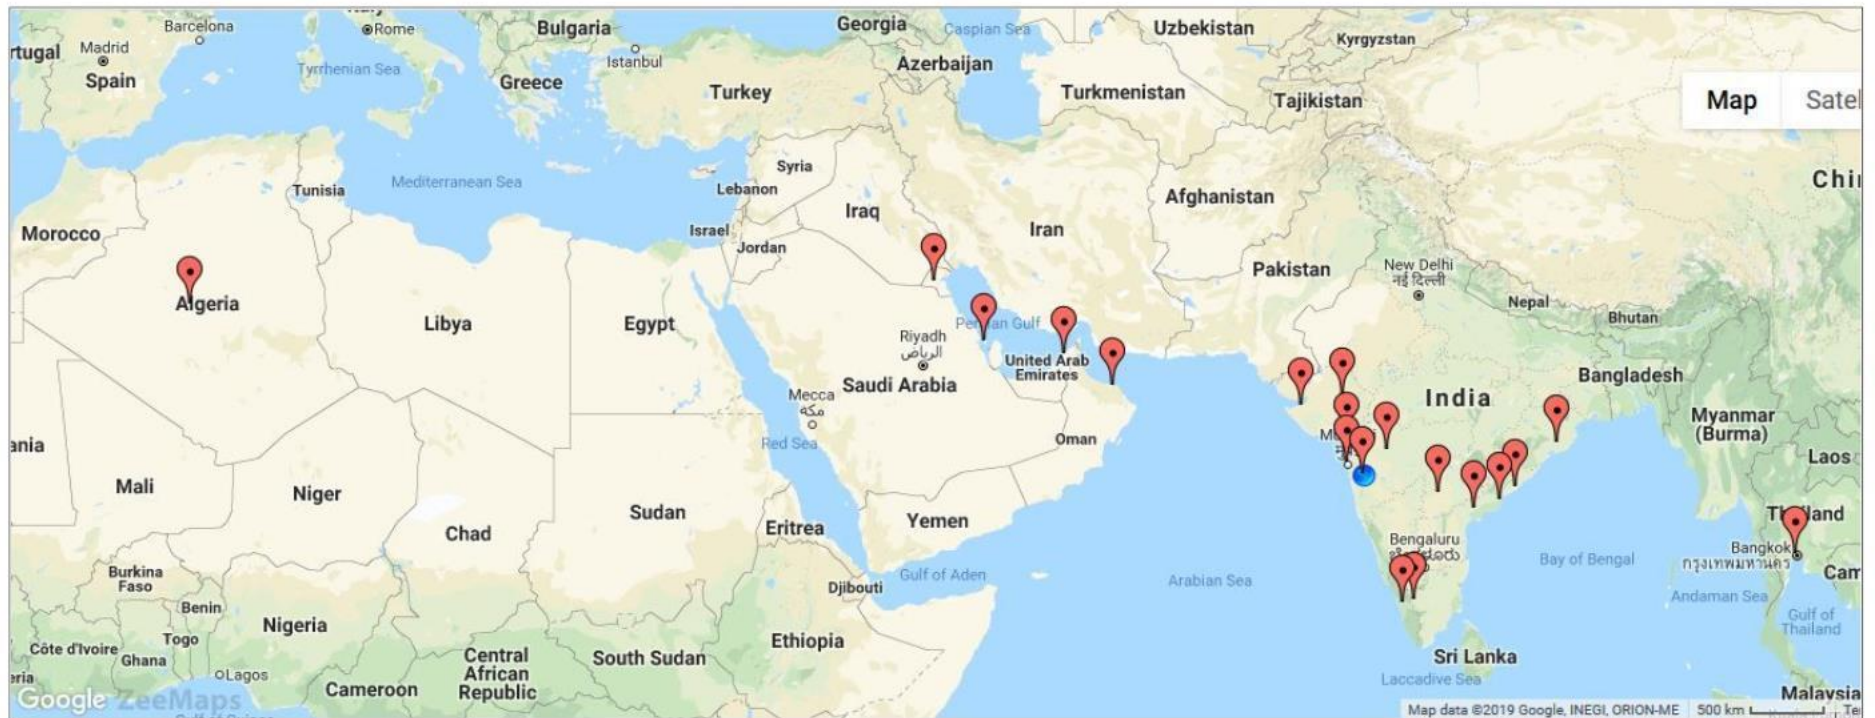 Barcelona
Rome
Bulgaria
Georgia
Caspian Sea
Uzbekistan
Kyrgyzstan
Madrid
Spain
Tyrrhenian Sea
Istanbul
Greece
Azerbaijan
Turkey
Turkmenistan
Tajikistan
Map
Satel
Syria
Tunisia
Mediterranean Sea
Lebanon
Afghanistan
Chi
Morocco
Iraq
Israel
Jordan
Iran
Pakistan
New Delhi
नई दिल्ली
Algeria
Libya
Egypt
Riyadh
الرياض
Persian Gulf
Nepal
Bhutan
Saudi Arabia
United Arab
Emirates
Mecca
مكة
India
Bangladesh
Myanmar
(Burma)
Red Sea
Oman
ania
Laos
Mali
Niger
Sudan
Chad
Eritrea
Yemen
Thailand
Bengaluru
Bangkok
กรุงเทพมหานคร
Burkina
Faso
Djibouti
Gulf of Aden
Arabian Sea
Bay of Bengal
Cam
Benin
Andaman Sea
Gulf of
Thailand
Togo
Nigeria
Ethiopia
Côte d'Ivoire
Ghana
Lagos
Central
African
Republic
South Sudan
Sri Lanka
Laccadive Sea
Cameroon
Malaysia
Google
ZeeMaps
Map data ©2019 Google, INEGI, ORION-ME
500 km
Te